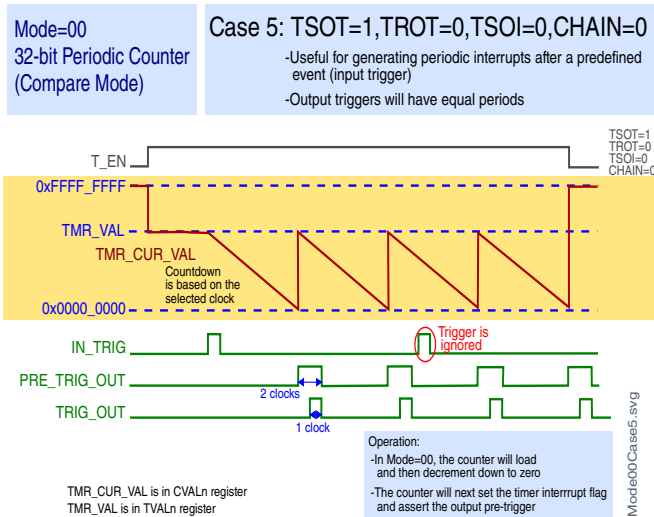 Mode=00
32-bit Periodic Counter
(Compare Mode)
Case 5: TSOT=1,TROT=0,TSOI=0,CHAIN=0
-Useful for generating periodic interrupts after a predefined
event (input trigger)
-Output triggers will have equal periods
TSOT=1
TROT=0
TSOI=0
CHAIN=0
T_EN
0xFFFF_FFFF
TMR_VAL
TMR_CUR_VAL
Countdown
is based on the
selected clock
0x0000_0000
IN_TRIG
Trigger is
ignored
PRE_TRIG_OUT
2 clocks
TRIG_OUT
1 clock
Operation:
-In Mode=00, the counter will load
and then decrement down to zero
-The counter will next set the timer interrrupt flag
and assert the output pre-trigger
TMR_CUR_VAL is in CVALn register
TMR_VAL is in TVALn register
Mode00Case5.svg